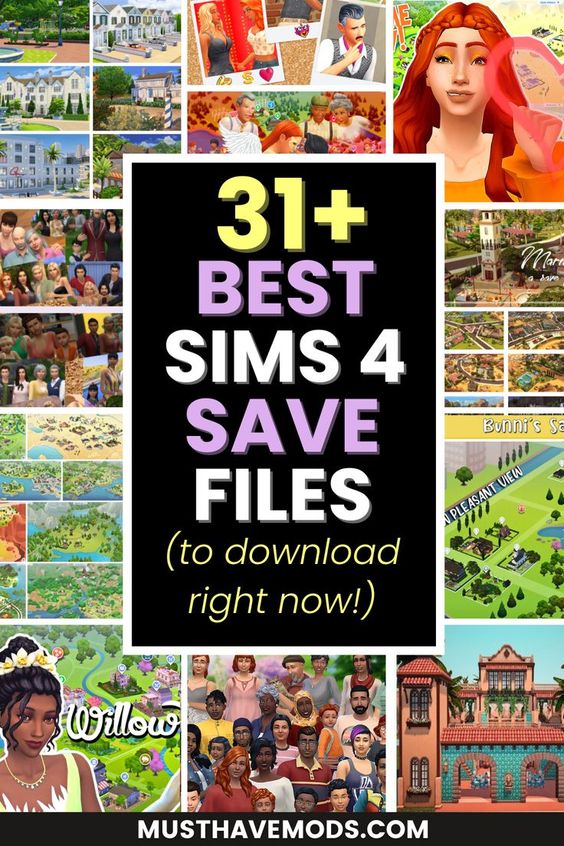 31+
BEST
SIMS 4
SAVE
FILES
(to download
right now!)
Bunni's Sa
N PLEASANT VIEW
Willow
MUSTHAVEMODS.COM